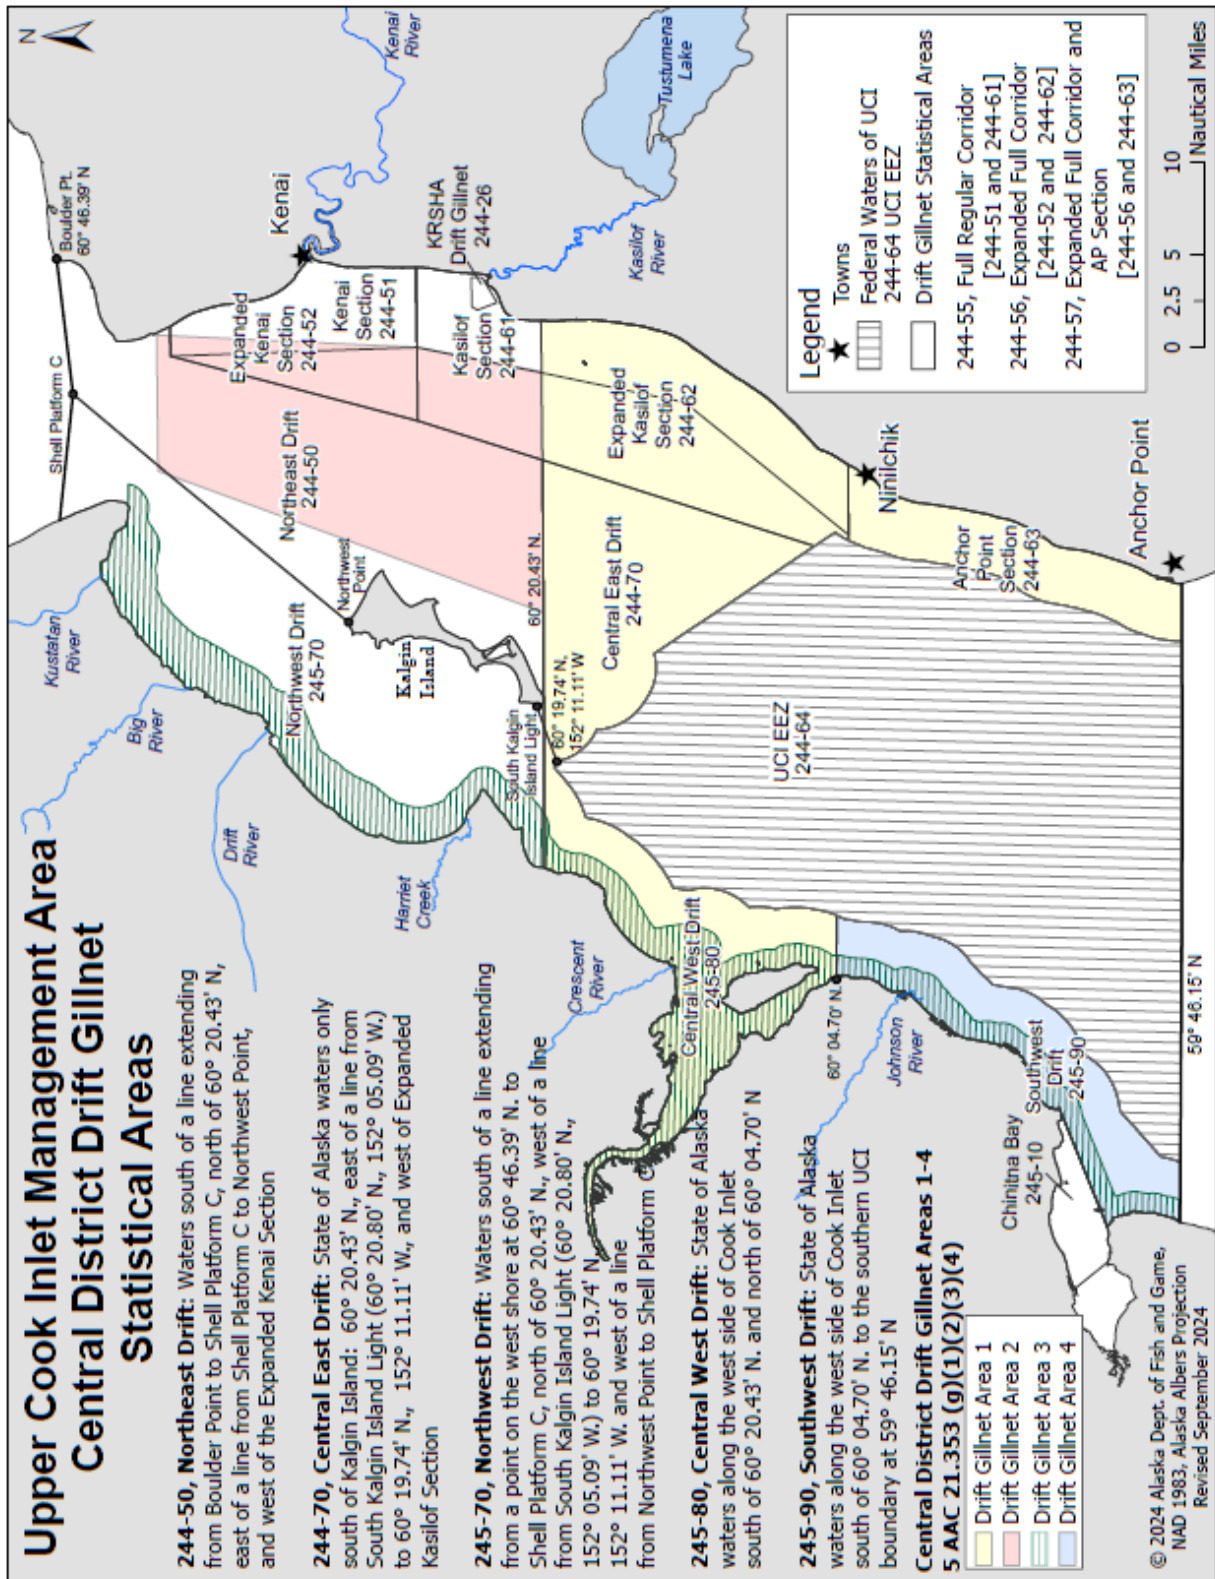 Upper Cook Inlet Management Area
Central District Drift Gillnet
Statistical Areas
244-50, Northeast Drift: Waters south of a line extending
from Boulder Point to Shell Platform C, north of 60° 20.43' N,
east of a line from Shell Platform C to Northwest Point,
and west of the Expanded Kenai Section
244-70, Central East Drift: State of Alaska waters only
south of Kalgin Island: 60° 20.43' N., east of a line from
South Kalgin Island Light (60° 20.80' N., 152° 05.09' W.)
to 60° 19.74' N., 152° 11.11' W., and west of Expanded
Kasilof Section
245-70, Northwest Drift: Waters south of a line extending
from a point on the west shore at 60° 46.39' N. to
Shell Platform C, north of 60° 20.43' N., west of a line
from South Kalgin Island Light (60° 20.80' N.,
152° 05.09' W.) to 60° 19.74' N.
152° 11.11' W. and west of a line
from Northwest Point to Shell Platform C
245-80, Central West Drift: State of Alaska
waters along the west side of Cook Inlet
south of 60° 20.43' N. and north of 60° 04.70' N
245-90, Southwest Drift: State of Alaska
waters along the west side of Cook Inlet
south of 60° 04.70' N. to the southern UCI
boundary at 59° 46.15' N
Central District Drift Gillnet Areas 1-4
5 AAC 21.353 (g)(1)(2)(3)(4)
Drift Gillnet Area 1
Drift Gillnet Area 2
Drift Gillnet Area 3
Drift Gillnet Area 4
© 2024 Alaska Dept. of Fish and Game,
NAD 1983, Alaska Albers Projection
Revised September 2024
N
Boulder Pt.
60° 46.39' N
Shell Platform C
Kustatan
River
Big
River
Drift
River
Harriet
Creek
Crescent
River
Johnson
River
Kenai
River
Kenai
Tustumena
Lake
Kasilof
River
KRSHA
Drift Gillnet
244-26
Expanded
Kenai
Section
244-52
Kenai
Section
244-51
Kasilof
Section
244-61
Northeast Drift
244-50
Northwest
Point
Kalgin
Island
Northwest Drift
245-70
South Kalgin
Island Light
60° 20.43' N.
60° 19.74' N,
152° 11.11' W
Central East Drift
244-70
Expanded
Kasilof
Section
244-62
UCI EEZ
244-64
Central West Drift
245-80
60° 04.70' N.
Ninilchik
Anchor
Point
Section
244-63
Anchor Point
Southwest
Drift
245-90
Chinitna Bay
245-10
59° 46.15' N
Legend
Towns
Federal Waters of UCI
244-64 UCI EEZ
Drift Gillnet Statistical Areas
244-55, Full Regular Corridor
[244-51 and 244-61]
244-56, Expanded Full Corridor
[244-52 and 244-62]
244-57, Expanded Full Corridor and
AP Section
[244-56 and 244-63]
0 2.5 5 10
Nautical Miles